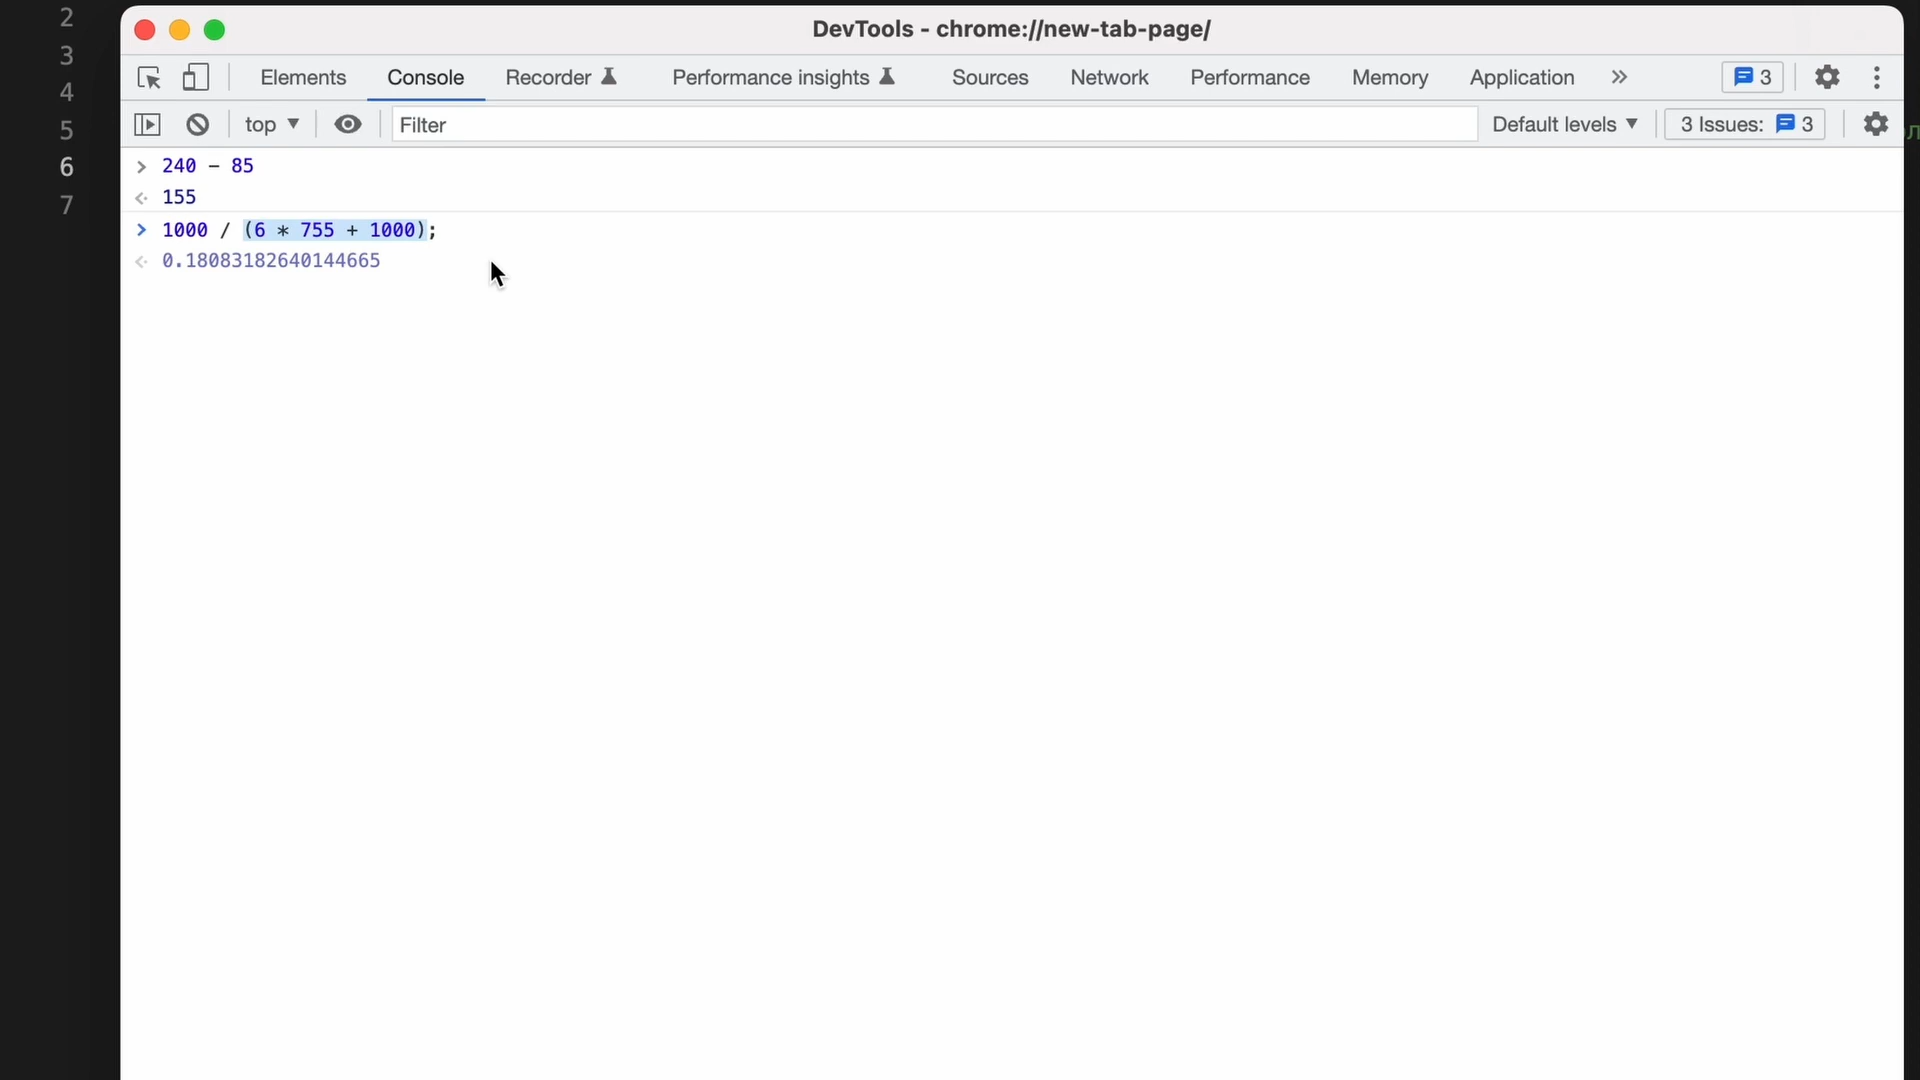 2
3
4
5
6
7
DevTools - chrome://new-tab-page/
Elements Console Recorder Performance insights Sources Network Performance Memory Application » 3
top ▼ Filter Default levels ▼ 3 Issues: 3
> 240 - 85
155
> 1000 / (6 * 755 + 1000);
0.18083182640144665